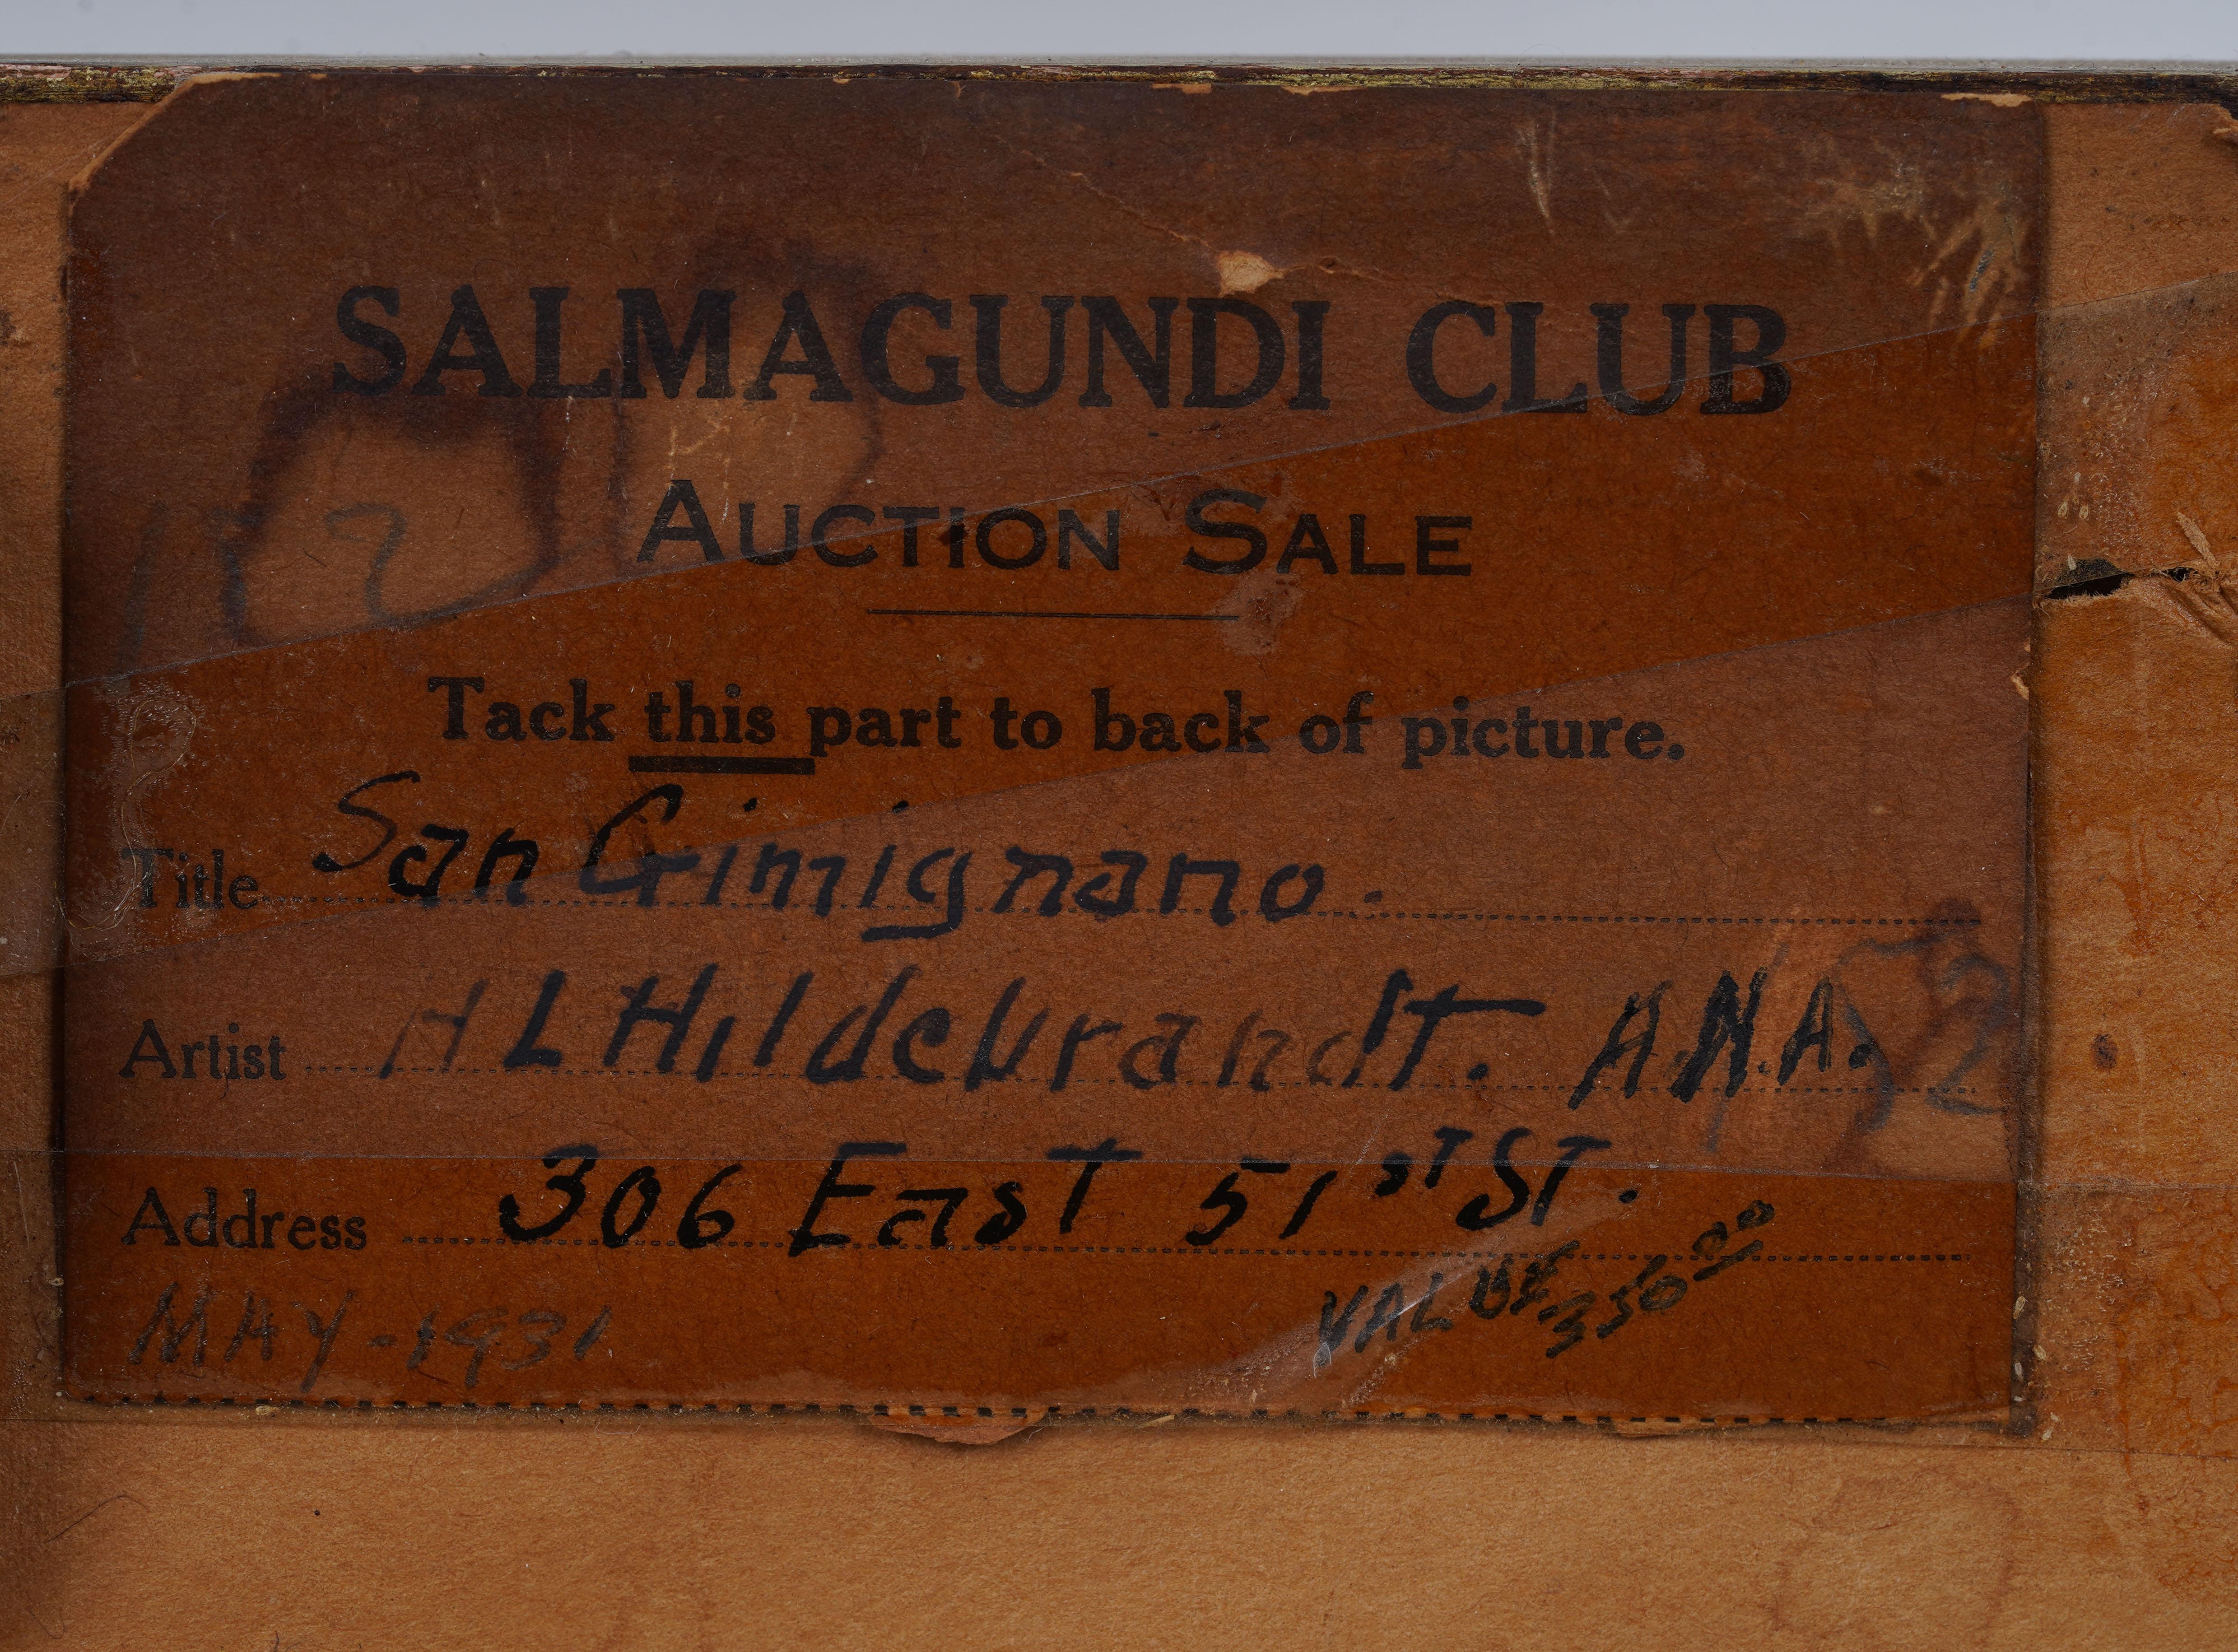 SALMAGUNDI CLUB
AUCTION SALE
Tack this part to back of picture.
Title San Gimignano.
Artist H L Hildebrandt. A.N.A.
Address 306 East 51ST ST.
MAY - 1931
VALUE $350 00